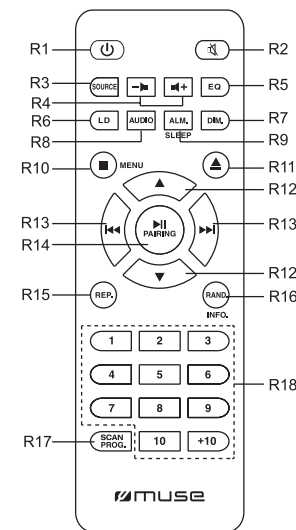 R1
R2
R3
SOURCE
EQ
R5
R4
R6
LD
AUDIO
ALM.
DIM.
R7
R8
SLEEP
R9
R10
MENU
R11
R12
R13
R13
R14
PAIRING
R12
R15
REP.
RAND.
R16
INFO.
1
2
3
4
5
6
R18
7
8
9
R17
SCAN
PROG.
10
+10
muse